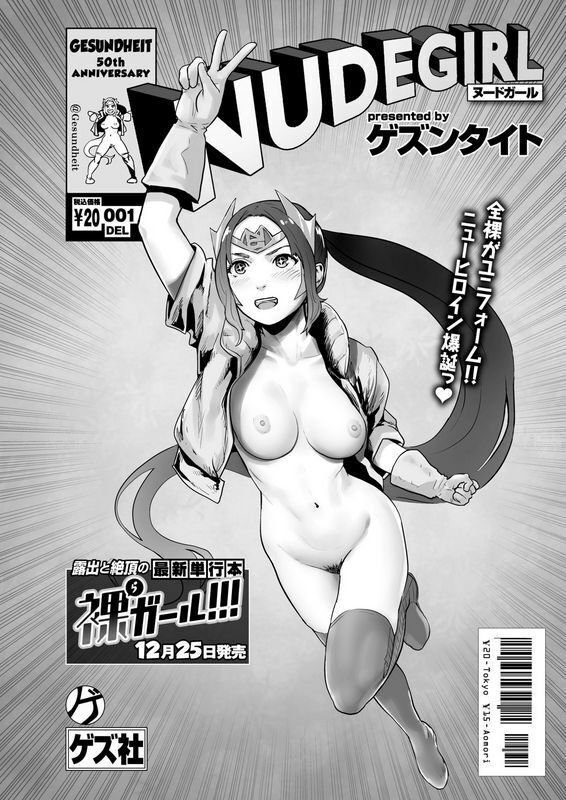 GESUNDHEIT
50th
ANNIVERSARY
@Gesundheit
税込価格
¥20
001
DEL
NUDEGIRL
ヌードガール
presented by
ゲズンタイト
全裸がユニフォーム!!
ニューヒロイン爆誕っ♥
露出と絶頂の最新単行本
裸らガール!!!
12月25日発売
ゲ
ゲズ社
¥20-Tokyo ¥15-Aomori